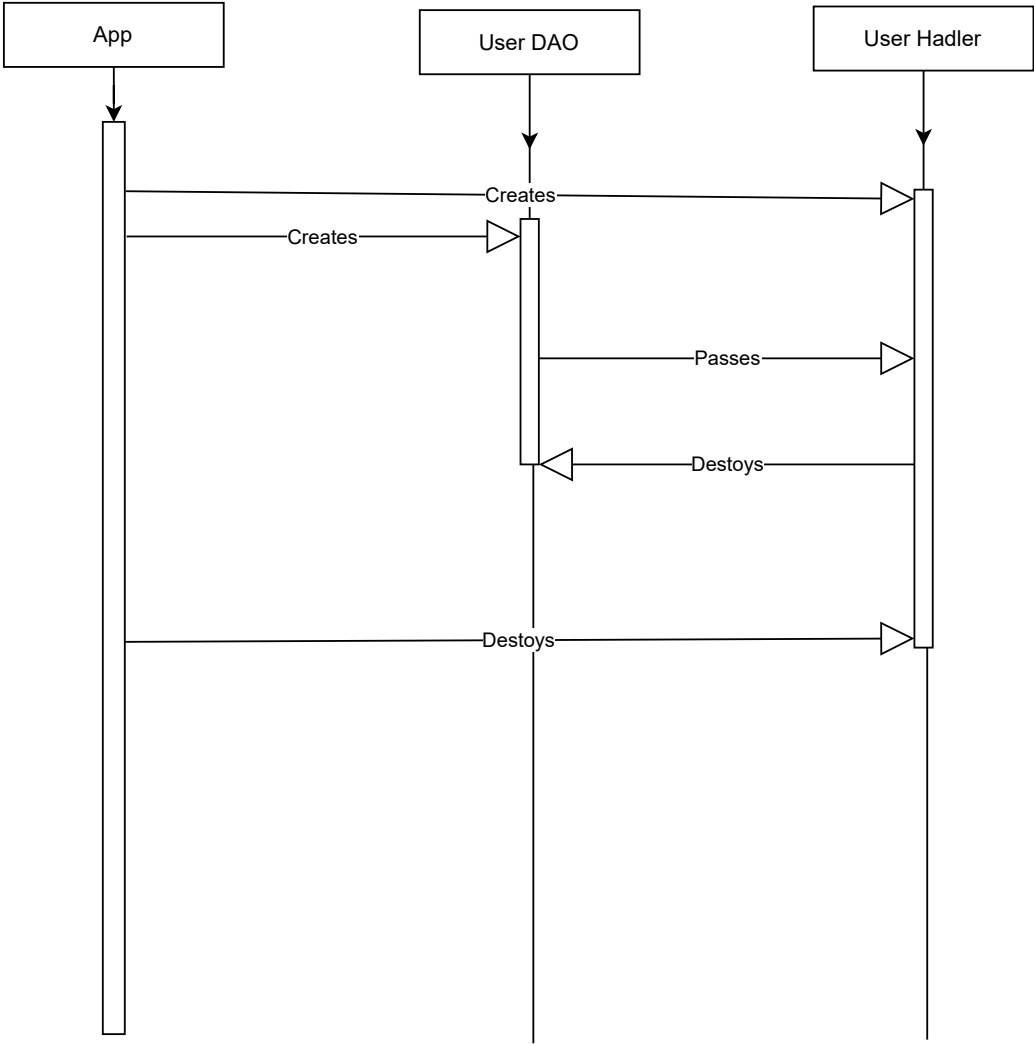 App
User DAO
User Hadler
Creates
Creates
Passes
Destoys
Destoys